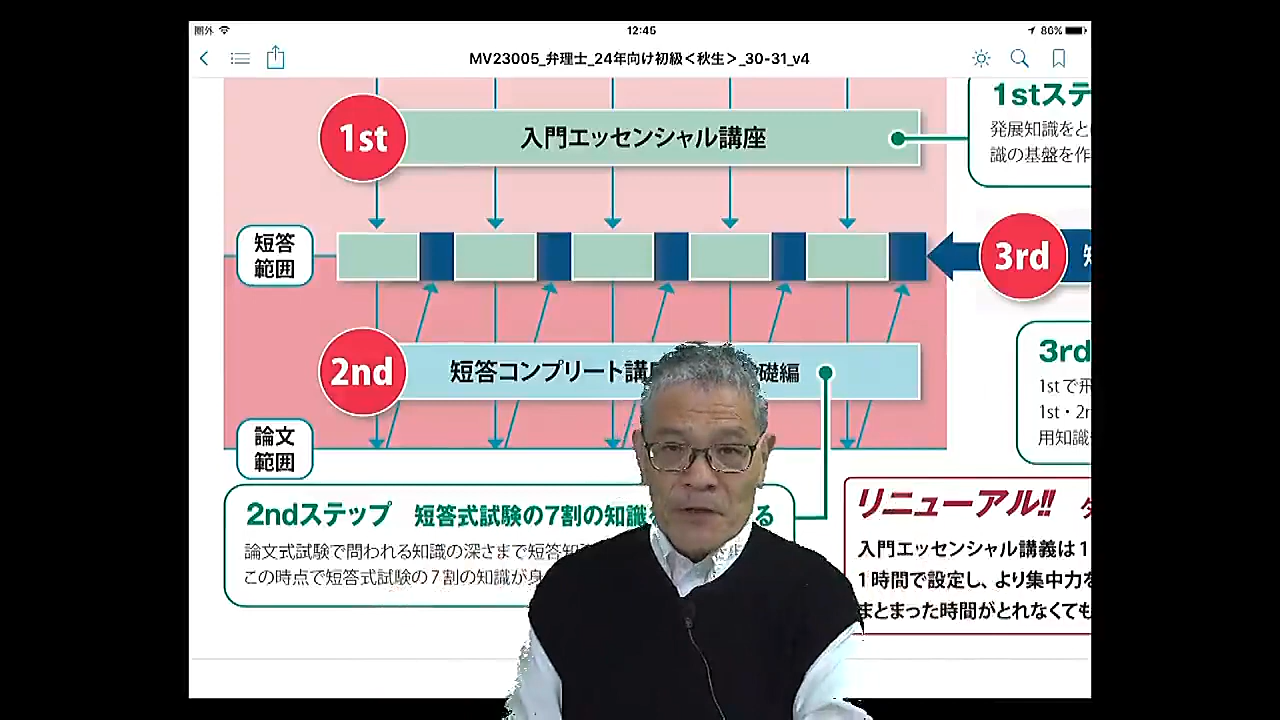 圏外 12:45 86%
MV23005_弁理士_24年向け初級<秋生>_30-31_v4
1st 入門エッセンシャル講座
1stステ
発展知識をと
識の基盤を作
短答
範囲
3rd
2nd 短答コンプリート講 礎編
3rd
1stで飛
1st・2n
用知識
論文
範囲
2ndステップ 短答式試験の7割の知識 る
論文式試験で問われる知識の深さまで短答知
この時点で短答式試験の7割の知識が身
リニューアル!!
入門エッセンシャル講義は1
1時間で設定し、より集中力を
まとまった時間がとれなくても